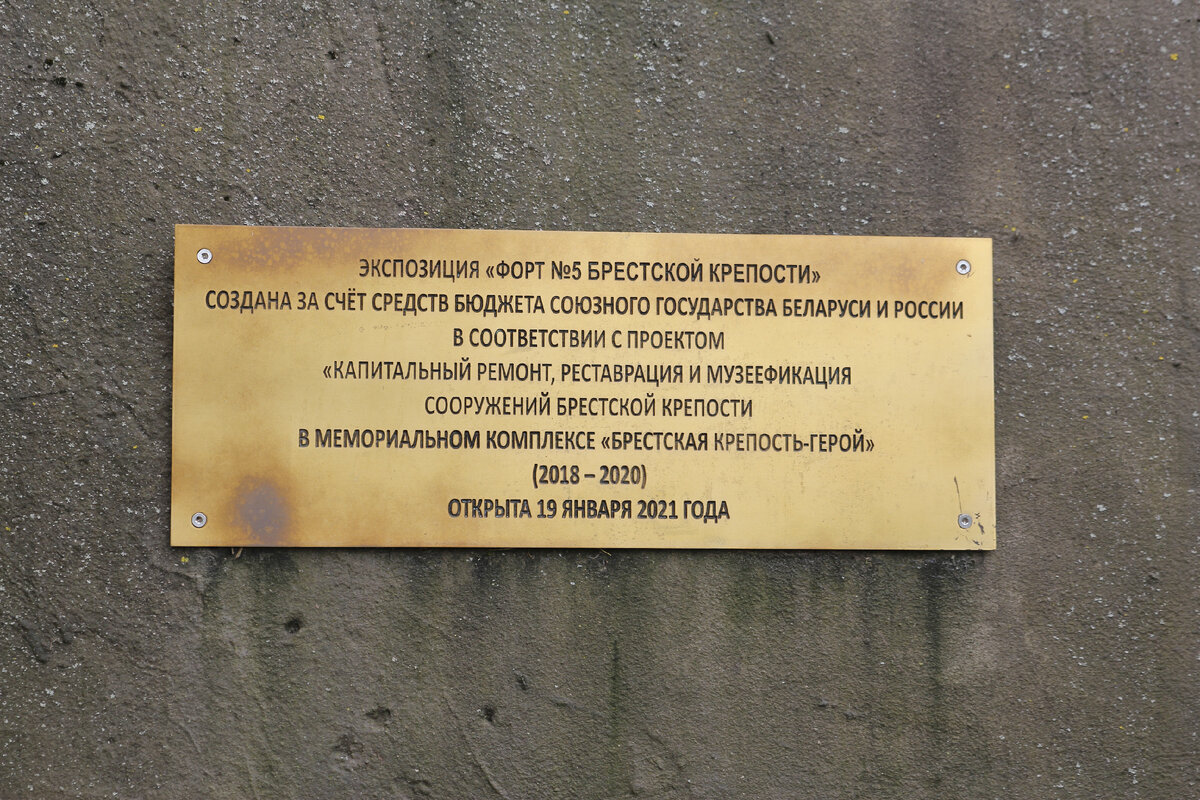 ЭКСПОЗИЦИЯ «ФОРТ №5 БРЕСТСКОЙ КРЕПОСТИ»
СОЗДАНА ЗА СЧЁТ СРЕДСТВ БЮДЖЕТА СОЮЗНОГО ГОСУДАРСТВА БЕЛАРУСИ И РОССИИ
В СООТВЕТСТВИИ С ПРОЕКТОМ
«КАПИТАЛЬНЫЙ РЕМОНТ, РЕСТАВРАЦИЯ И МУЗЕЕФИКАЦИЯ
СООРУЖЕНИЙ БРЕСТСКОЙ КРЕПОСТИ
В МЕМОРИАЛЬНОМ КОМПЛЕКСЕ «БРЕСТСКАЯ КРЕПОСТЬ-ГЕРОЙ»
(2018 – 2020)
ОТКРЫТА 19 ЯНВАРЯ 2021 ГОДА